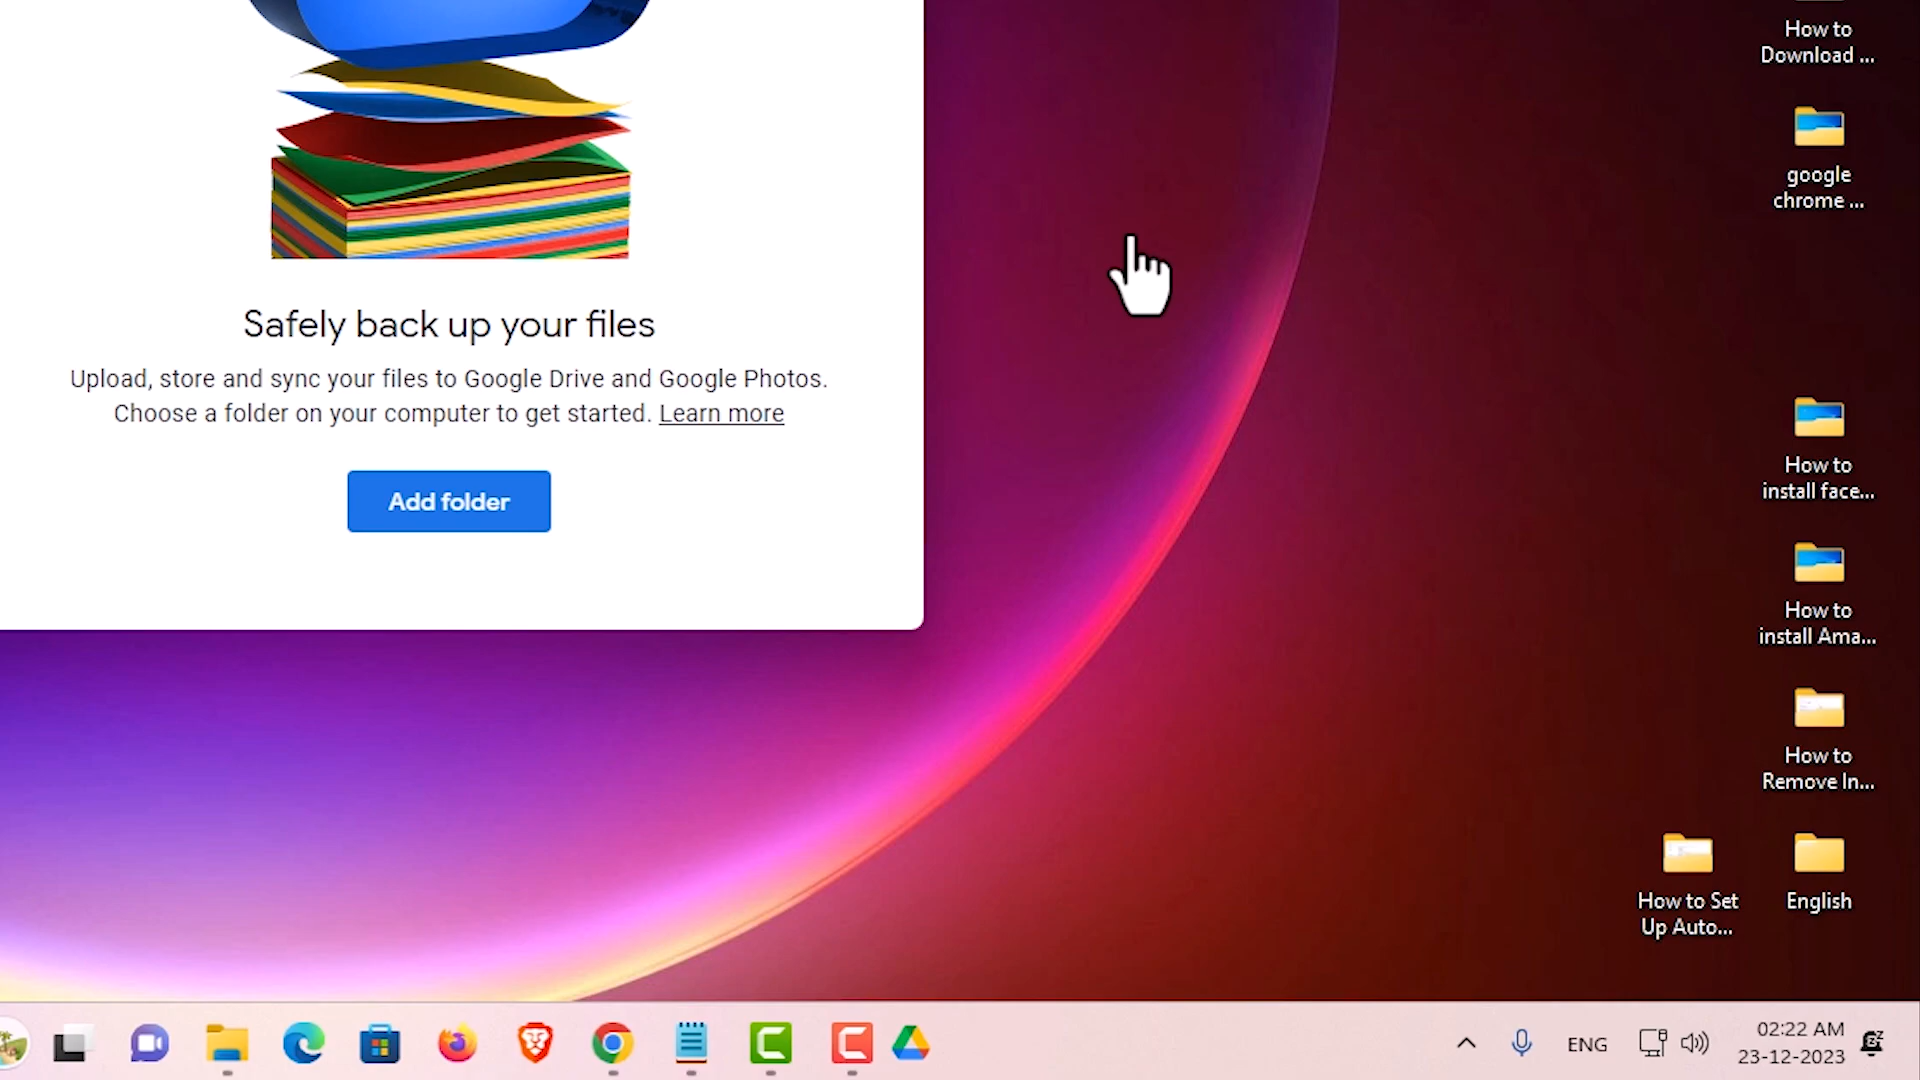 Safely back up your files
Upload, store and sync your files to Google Drive and Google Photos.
Choose a folder on your computer to get started. Learn more
Add folder
How to
Download ...
google
chrome ...
How to
install face...
How to
install Ama...
How to
Remove In...
How to Set
Up Auto...
English
ENG
02:22 AM
23-12-2023